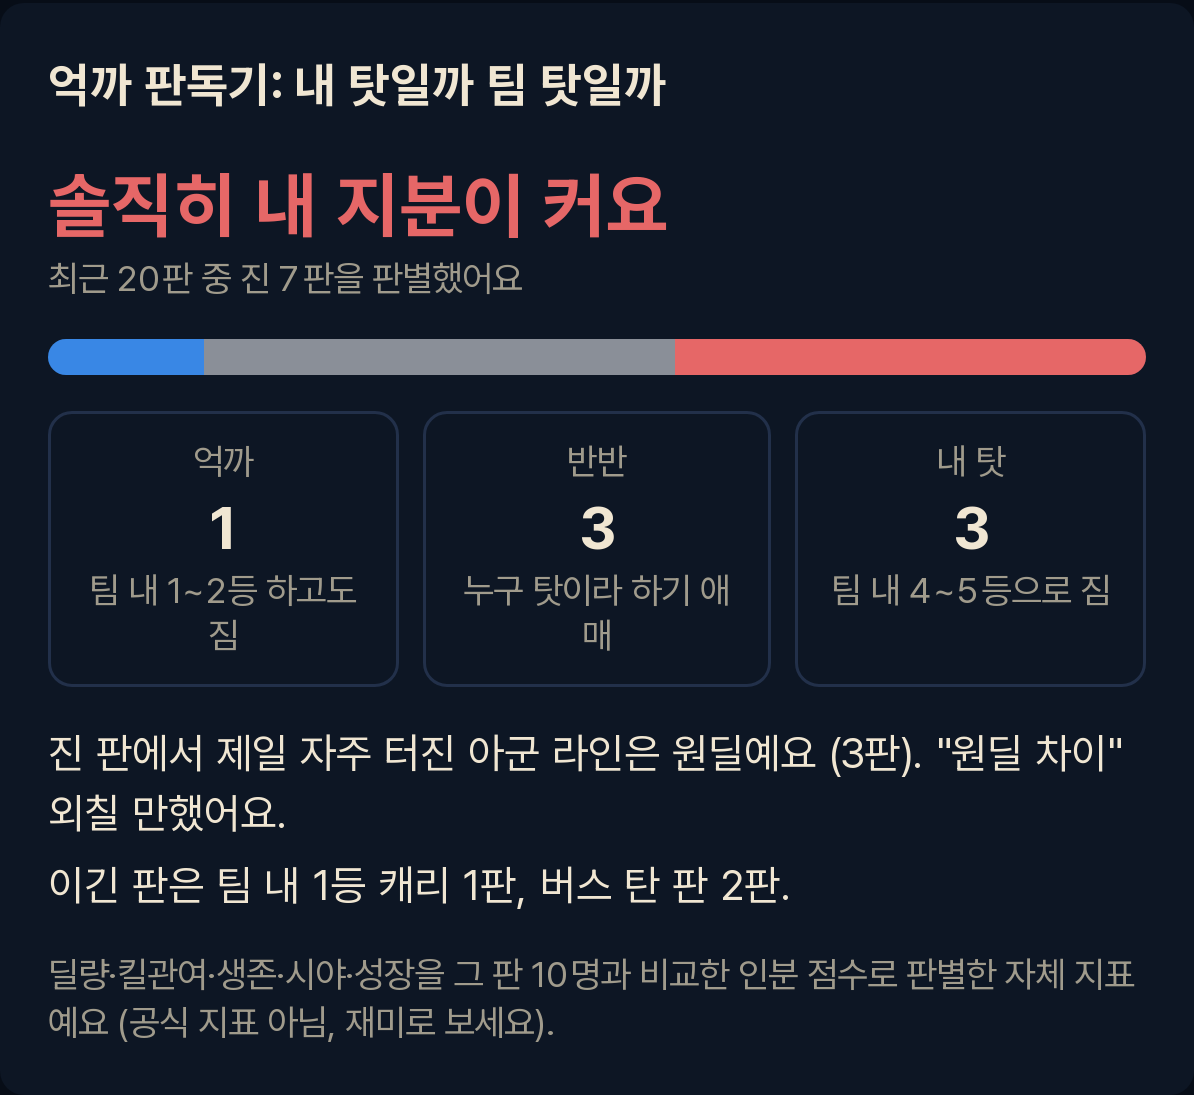 억까 판독기: 내 탓일까 팀 탓일까
솔직히 내 지분이 커요
최근 20판 중 진 7판을 판별했어요
억까
1
팀 내 1~2등 하고도
짐
반반
3
누구 탓이라 하기 애
매
내 탓
3
팀 내 4~5등으로 짐
진 판에서 제일 자주 터진 아군 라인은 원딜예요 (3판). "원딜 차이"
외칠 만했어요.
이긴 판은 팀 내 1등 캐리 1판, 버스 탄 판 2판.
딜량·킬관여·생존·시야·성장을 그 판 10명과 비교한 인분 점수로 판별한 자체 지표
예요 (공식 지표 아님, 재미로 보세요).